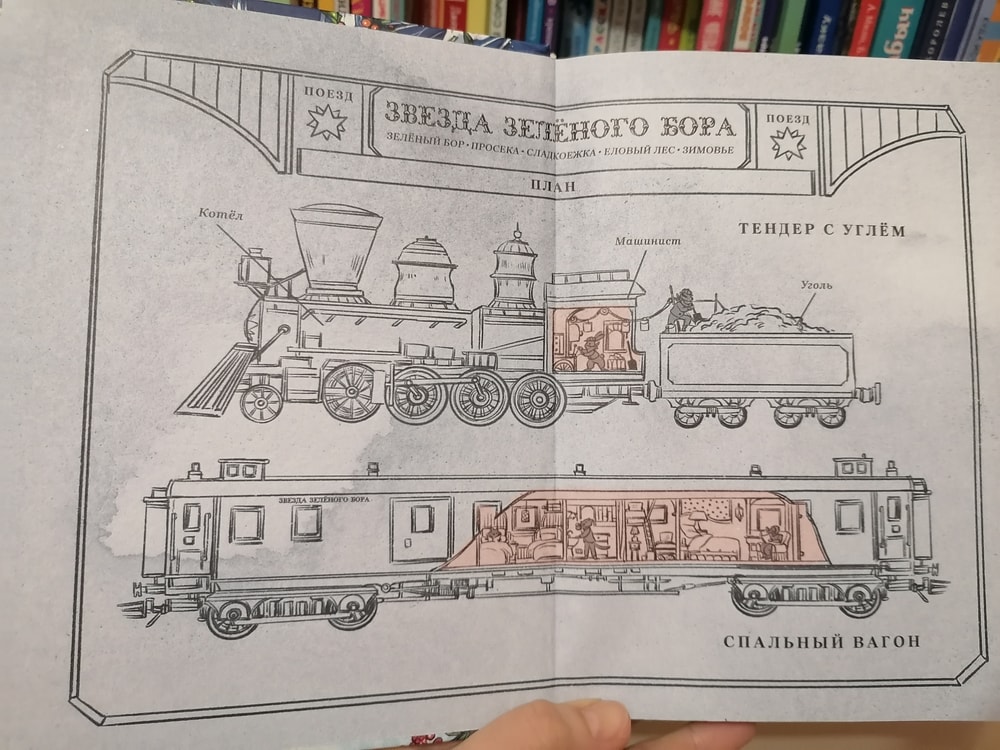 ПОЕЗД
ЗВЕЗДА ЗЕЛЁНОГО БОРА
ЗЕЛЁНЫЙ БОР • ПРОСЕКА • СЛАДКОЕЖКА • ЕЛОВЫЙ ЛЕС • ЗИМОВЬЕ
ПОЕЗД
ПЛАН
Котёл
Машинист
ТЕНДЕР С УГЛЁМ
Уголь
ЗВЕЗДА ЗЕЛЁНОГО БОРА
СПАЛЬНЫЙ ВАГОН